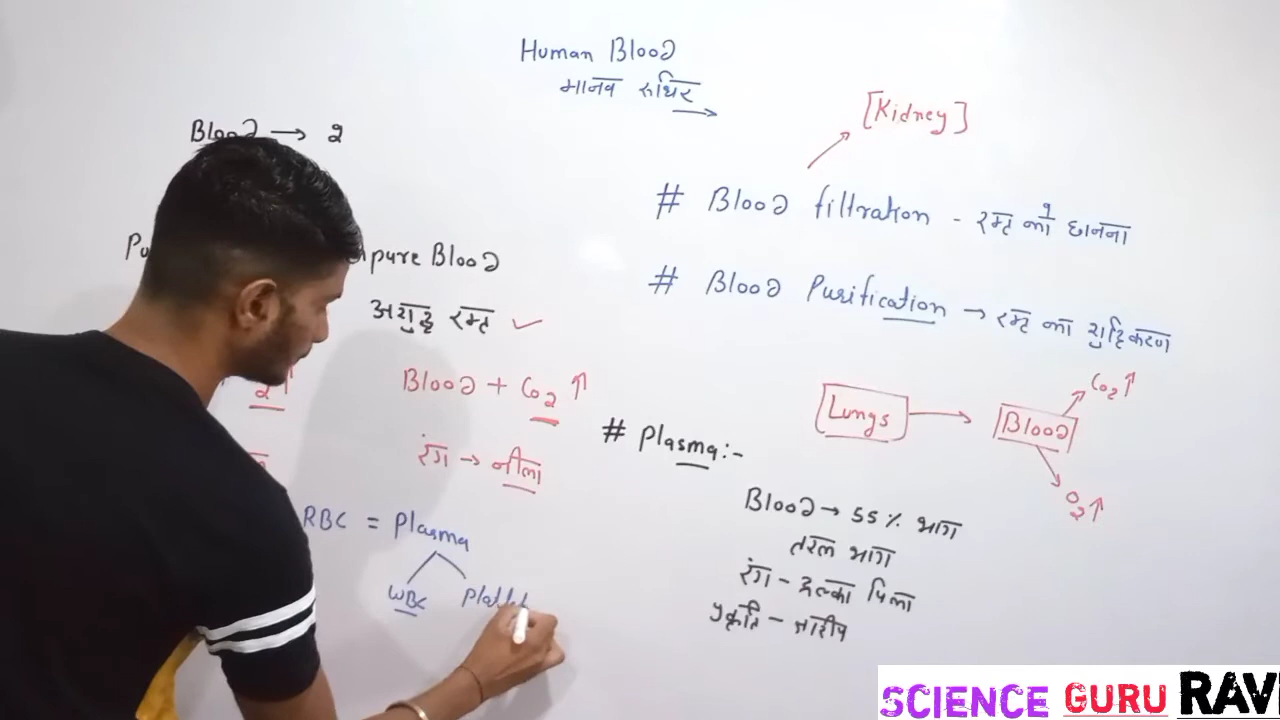 Human Blood
मानव रूधिर
[Kidney]
Blood → 2
# Blood filtration - रक्त को छानना
pure Blood
# Blood Purification → रक्त का शुद्धिकरण
अशुद्ध रक्त ✓
Blood + Co2 ↑
Lungs → Blood
Co2 ↑
O2 ↑
# Plasma :-
रंग → नीला
Blood → 55 % भाग
तरल भाग
रंग - हल्का पिला
प्रकृति - क्षारीय
RBC = Plasma
WBC
SCIENCE GURU RAVI